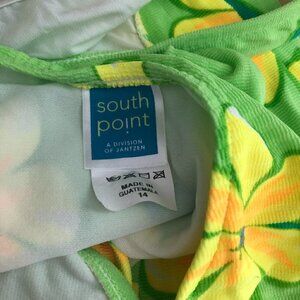 south
point
A DIVISION
OF JANTZEN
MADE IN
GUATEMALA
14